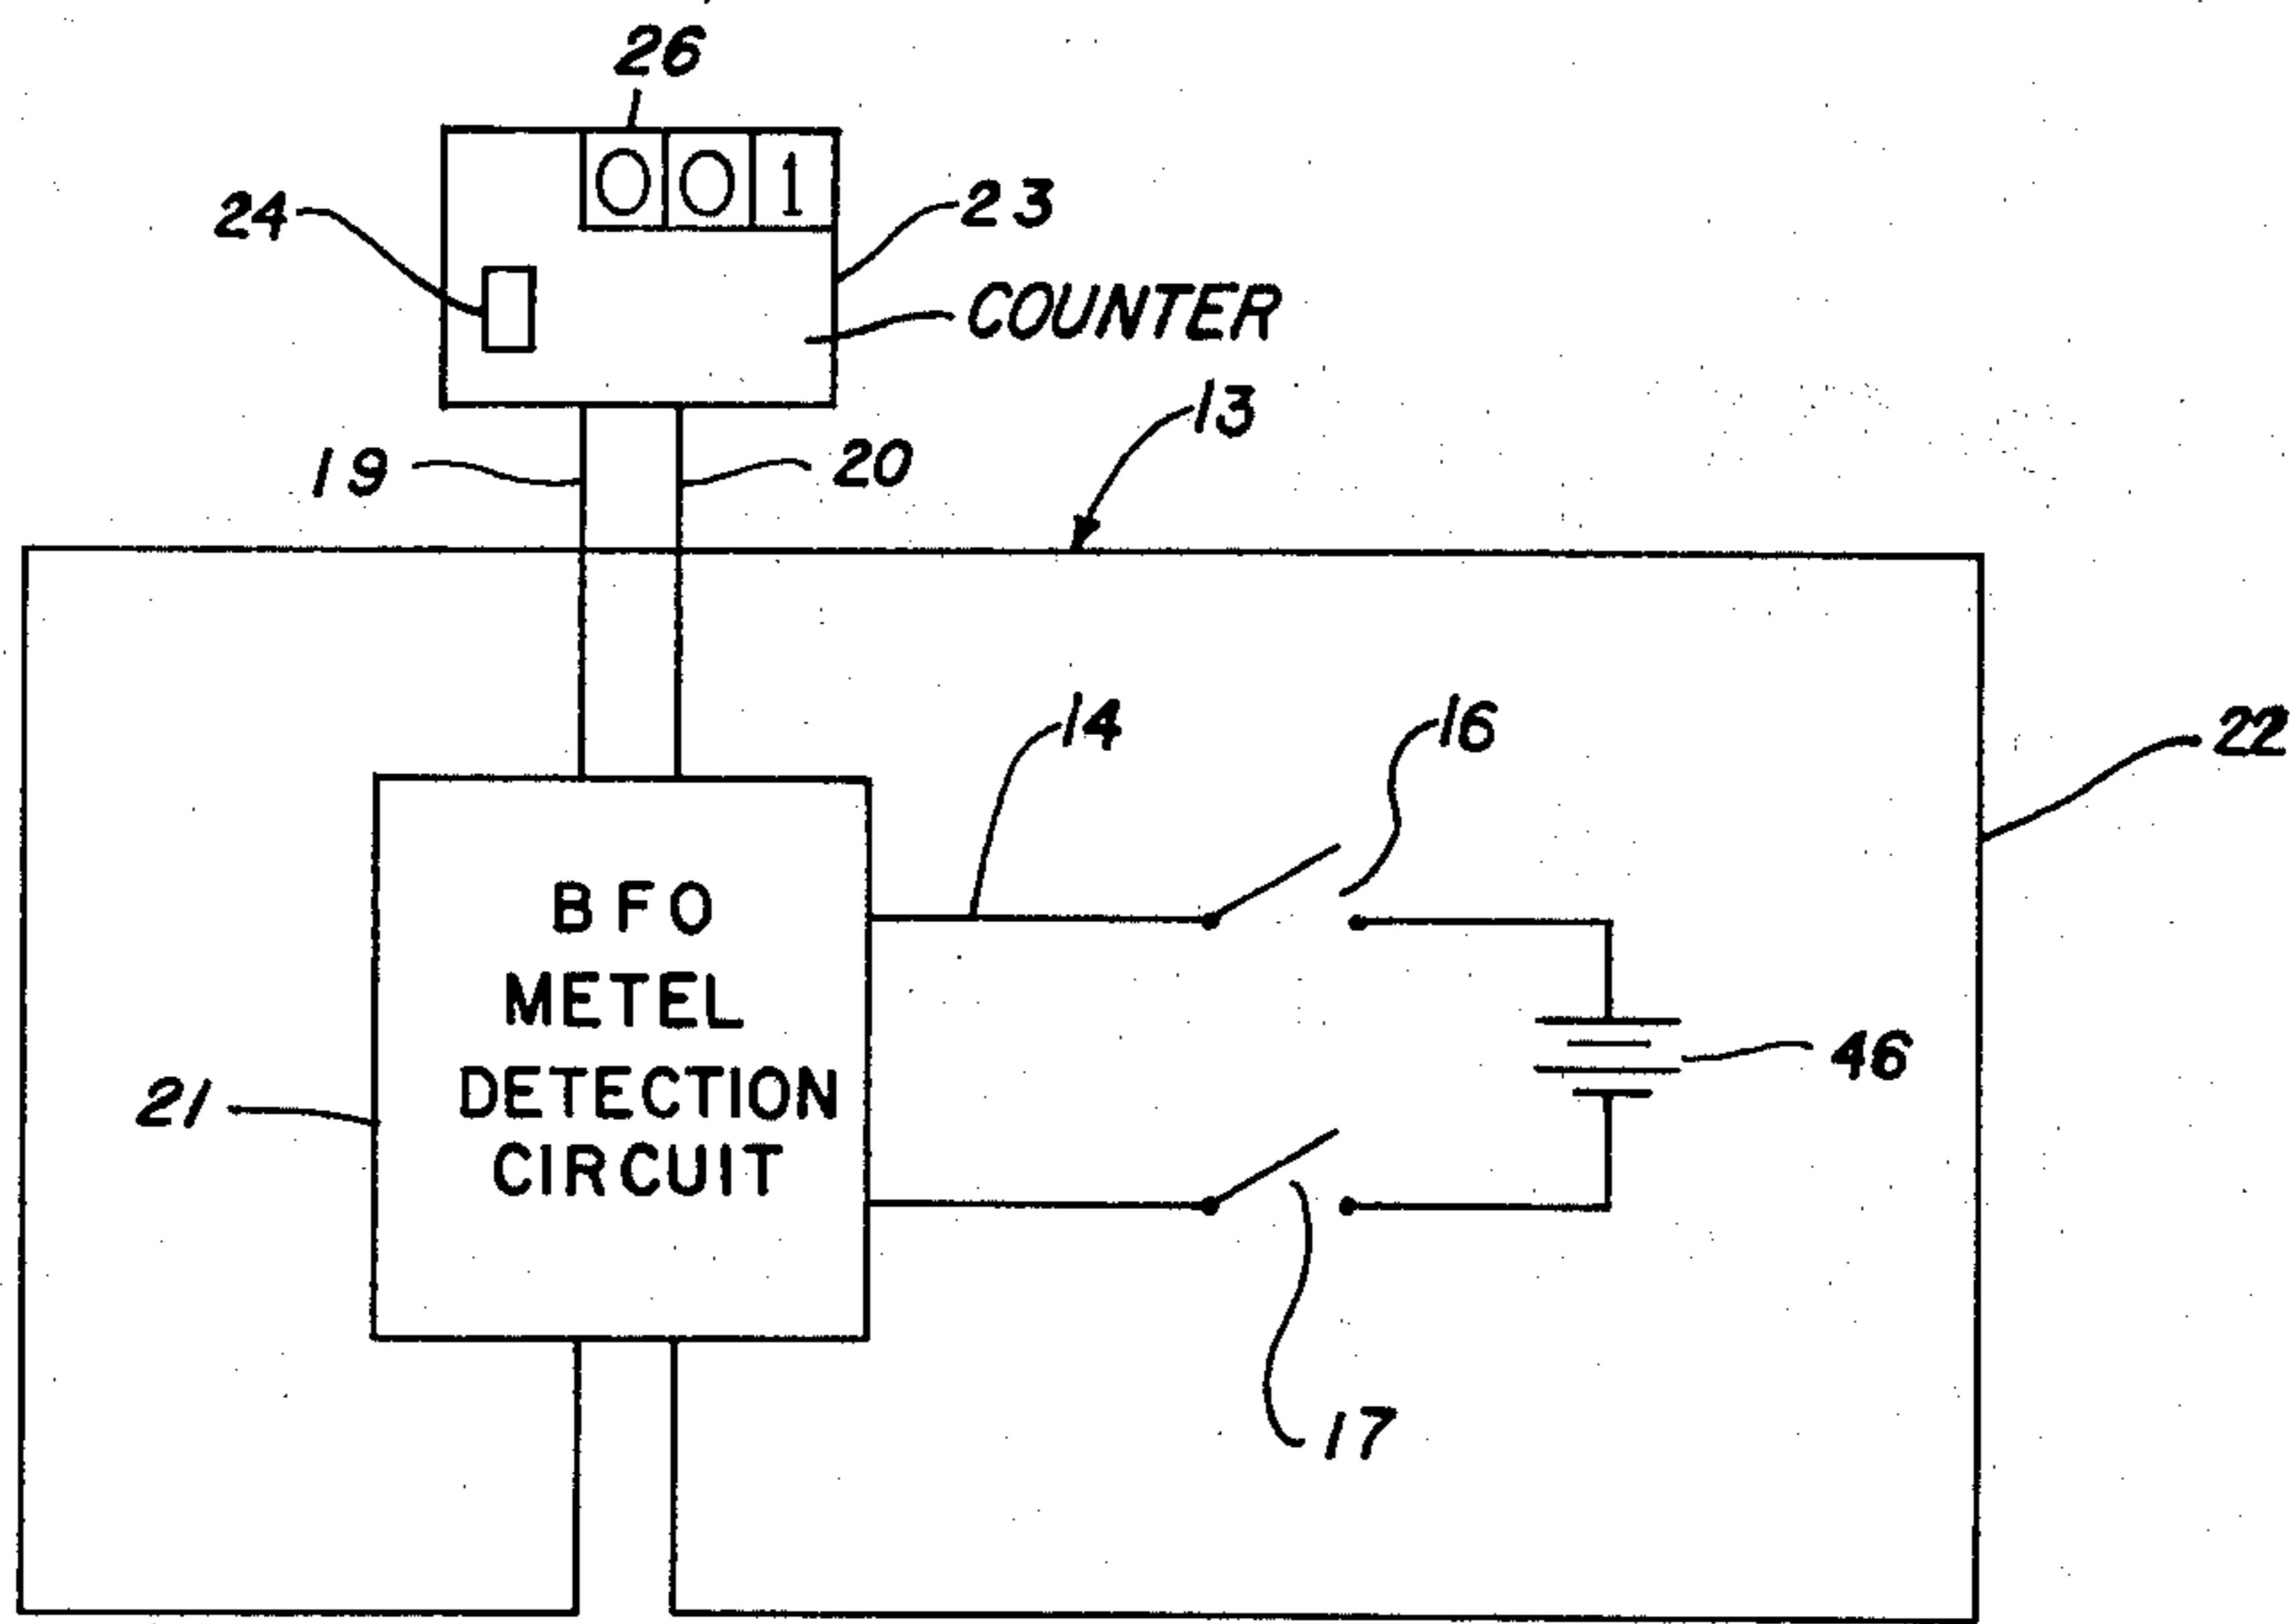 26
001
24
23
COUNTER
13
19
20
14
16
22
BFO
METEL
DETECTION
CIRCUIT
46
21
17